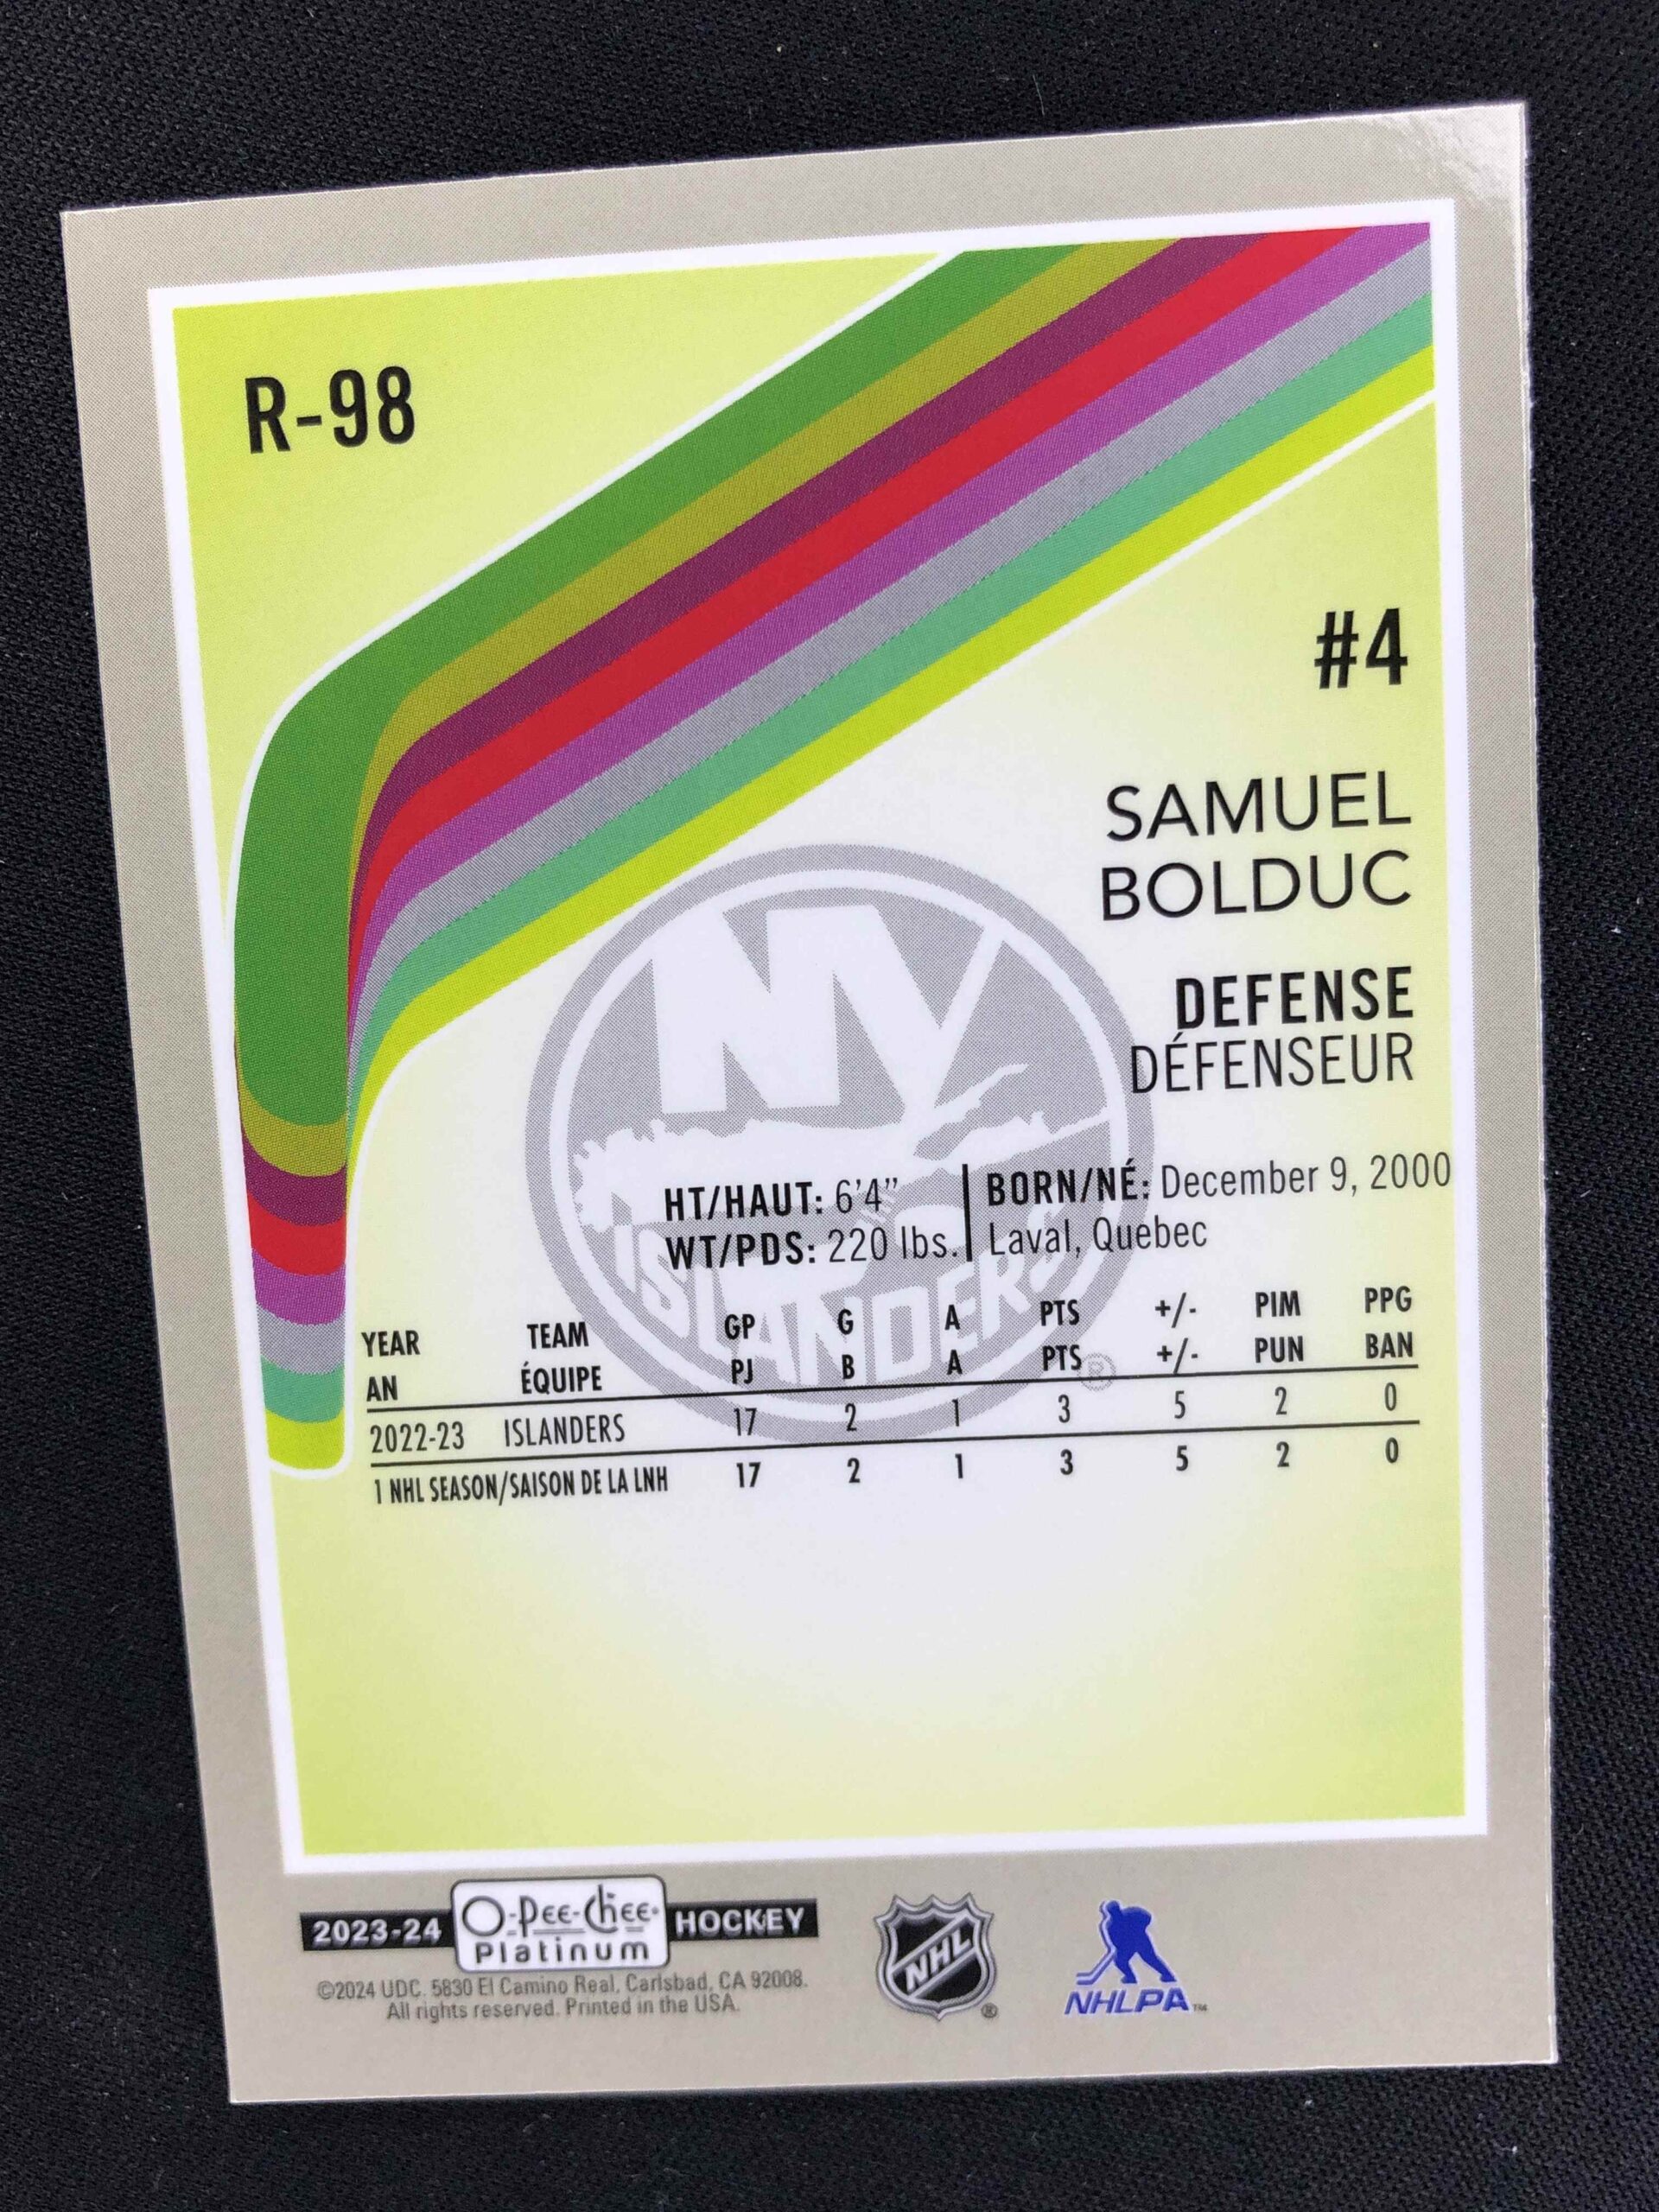 R-98
#4
SAMUEL
BOLDUC
DEFENSE
DÉFENSEUR
HT/HAUT: 6'4"
WT/PDS: 220 lbs.
BORN/NÉ: December 9, 2000
Laval, Quebec
NY
ISLANDERS ®
YEAR TEAM GP G A PTS +/- PIM PPG
AN ÉQUIPE PJ B A PTS +/- PUN BAN
2022-23 ISLANDERS 17 2 1 3 5 2 0
1 NHL SEASON/SAISON DE LA LNH 17 2 1 3 5 2 0
2023-24 O-Pee-Chee® HOCKEY
Platinum
©2024 UDC. 5830 El Camino Real, Carlsbad, CA 92008.
All rights reserved. Printed in the USA.
NHL ®
NHLPA™